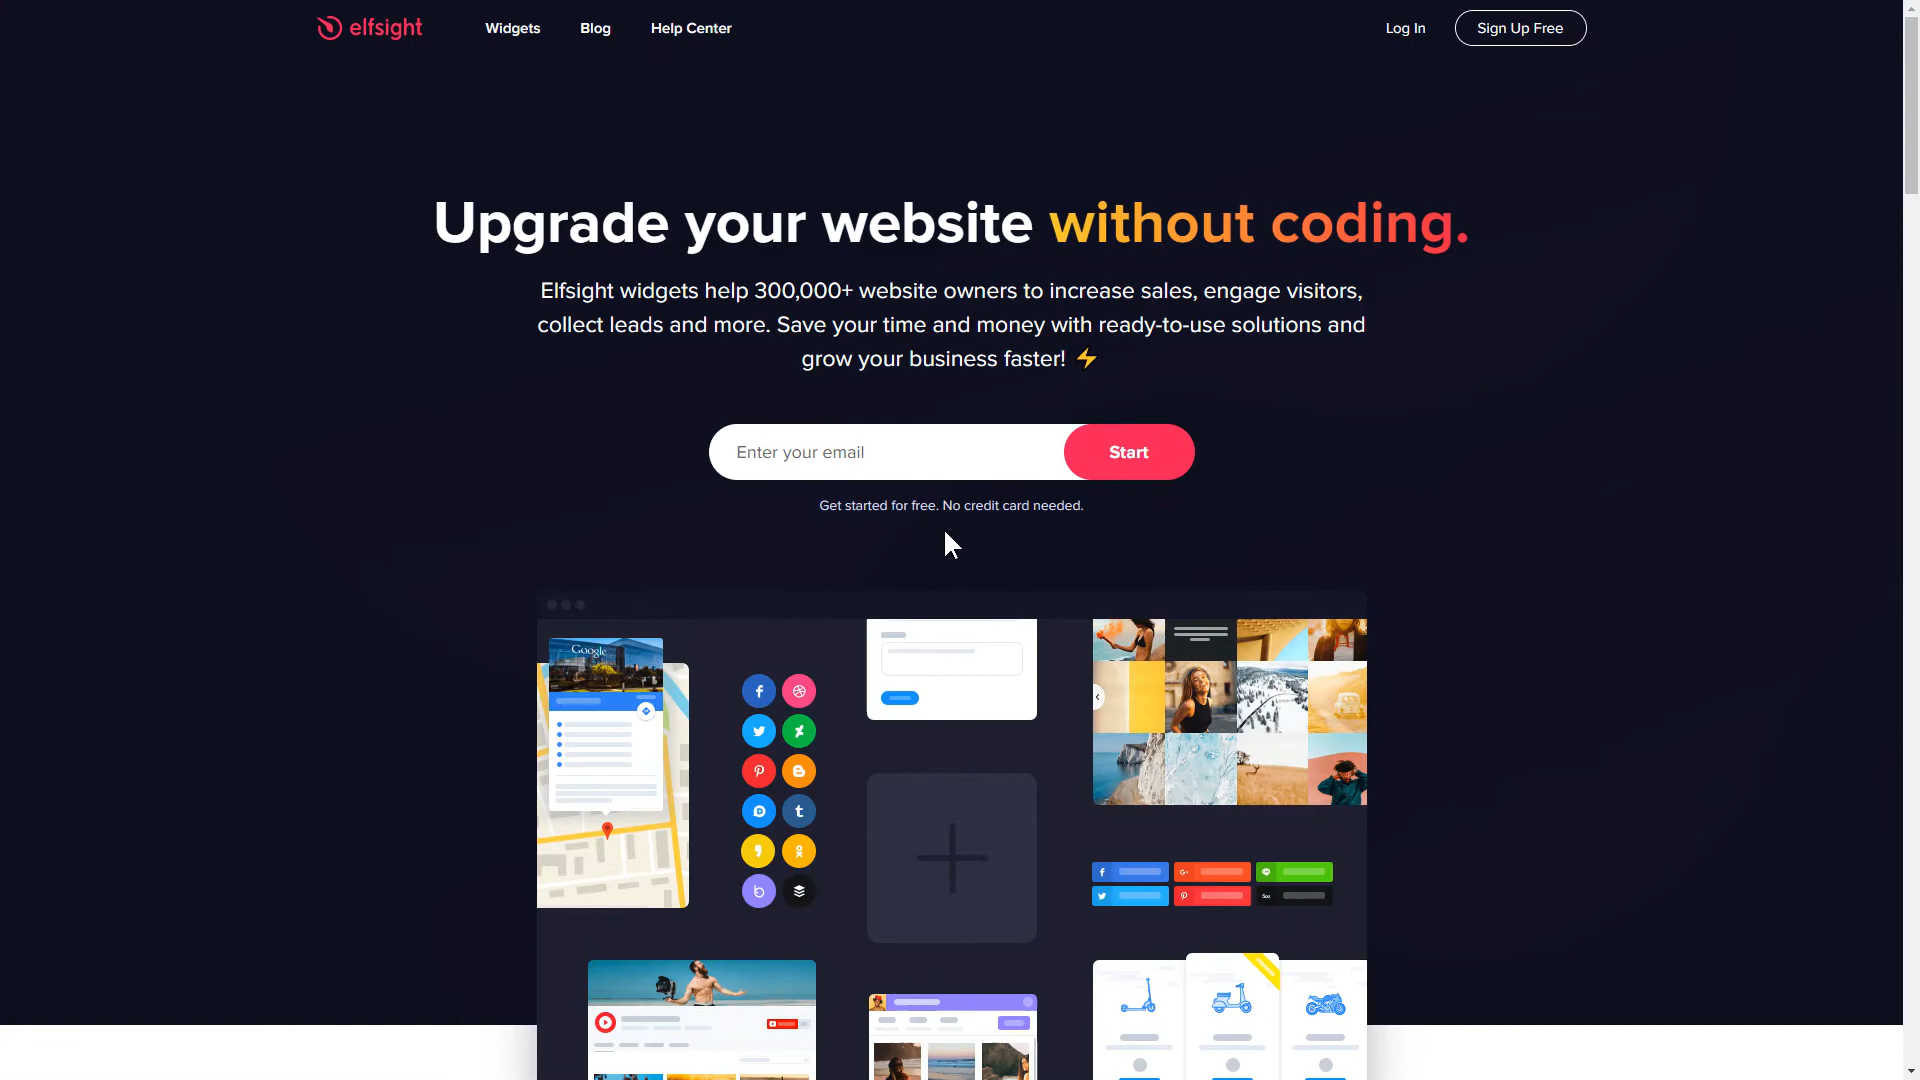 elfsight
Widgets
Blog
Help Center
Log In
Sign Up Free
Upgrade your website without coding.
Elfsight widgets help 300,000+ website owners to increase sales, engage visitors,
collect leads and more. Save your time and money with ready-to-use solutions and
grow your business faster! ⚡
Enter your email
Start
Get started for free. No credit card needed.
Google